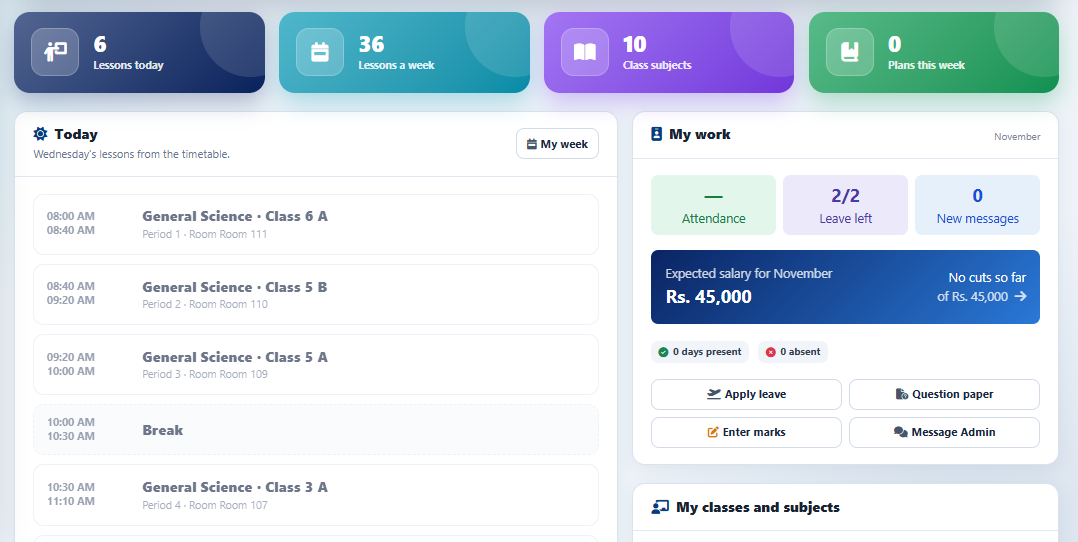 6
Lessons today
36
Lessons a week
10
Class subjects
0
Plans this week
Today
Wednesday's lessons from the timetable.
My week
08:00 AM
08:40 AM
General Science · Class 6 A
Period 1 · Room Room 111
08:40 AM
09:20 AM
General Science · Class 5 B
Period 2 · Room Room 110
09:20 AM
10:00 AM
General Science · Class 5 A
Period 3 · Room Room 109
10:00 AM
10:30 AM
Break
10:30 AM
11:10 AM
General Science · Class 3 A
Period 4 · Room Room 107
My work
November
—
Attendance
2/2
Leave left
0
New messages
Expected salary for November
Rs. 45,000
No cuts so far
of Rs. 45,000 →
0 days present
0 absent
Apply leave
Question paper
Enter marks
Message Admin
My classes and subjects